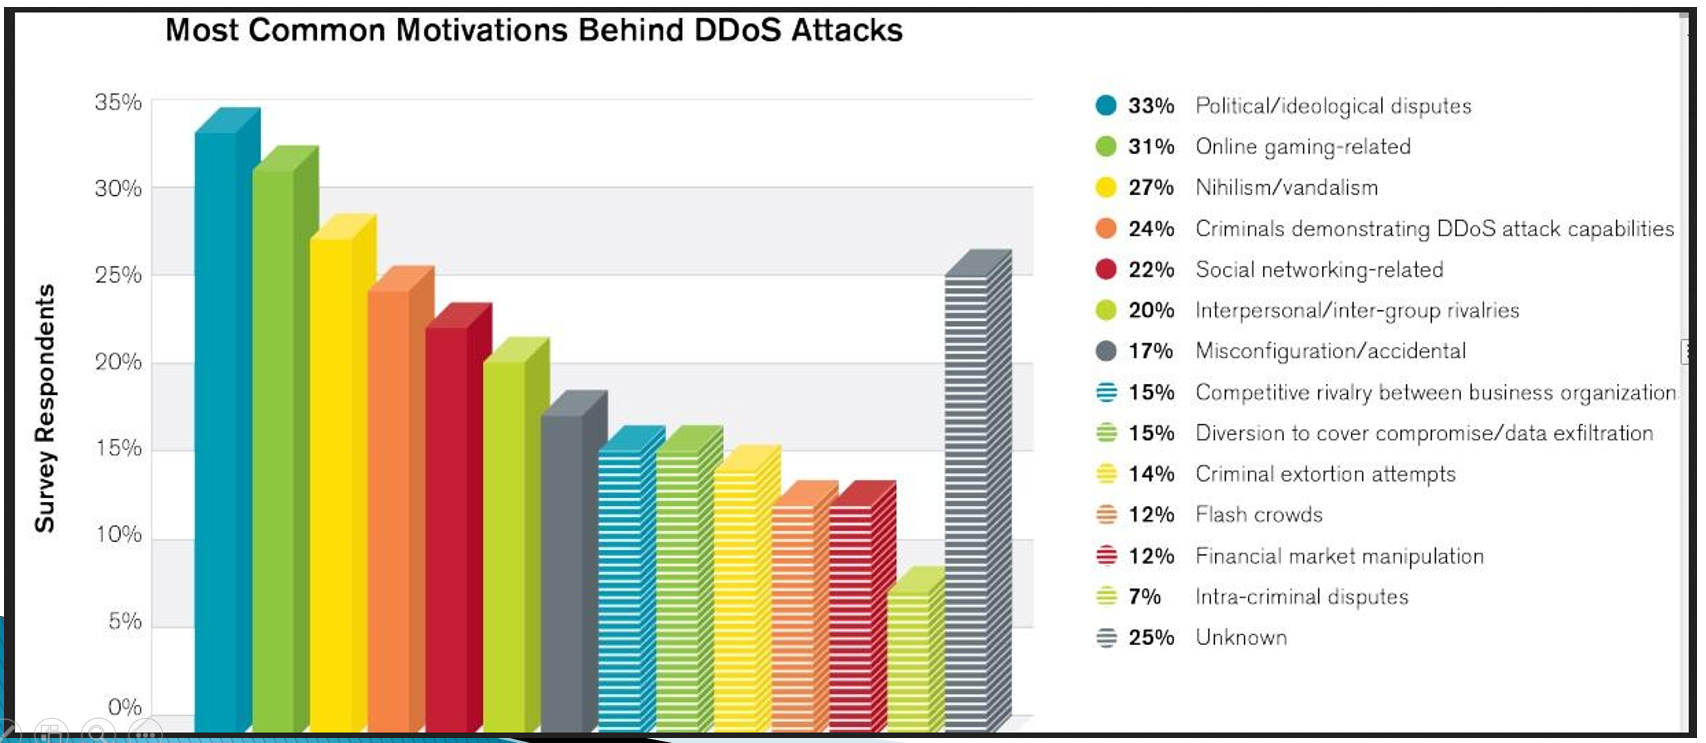 Most Common Motivations Behind DDoS Attacks
Survey Respondents
35%
30%
25%
20%
15%
10%
5%
0%
33% Political/ideological disputes
31% Online gaming-related
27% Nihilism/vandalism
24% Criminals demonstrating DDoS attack capabilities
22% Social networking-related
20% Interpersonal/inter-group rivalries
17% Misconfiguration/accidental
15% Competitive rivalry between business organization
15% Diversion to cover compromise/data exfiltration
14% Criminal extortion attempts
12% Flash crowds
12% Financial market manipulation
7% Intra-criminal disputes
25% Unknown